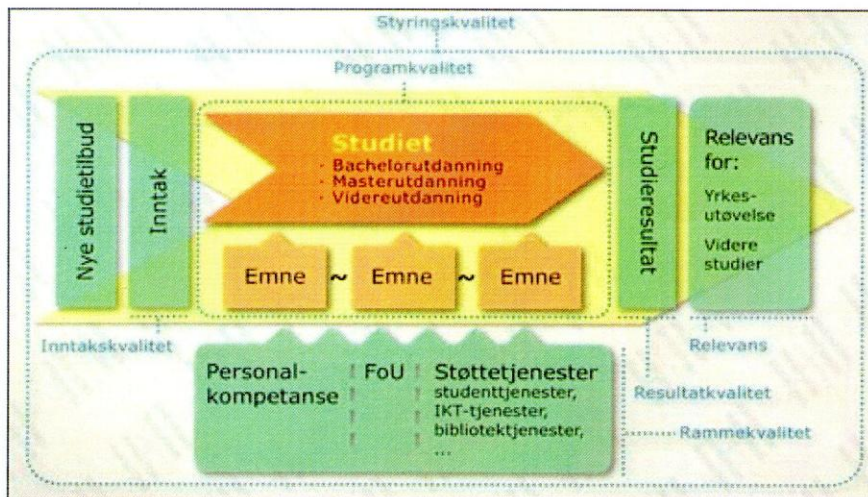 Styringskvalitet
Programkvalitet
Nye studietilbud
Inntak
Studiet
· Bachelorutdanning
· Masterutdanning
· Videreutdanning
Emne ~ Emne ~ Emne
Studieresultat
Relevans
for:
Yrkes-
utøvelse
Videre
studier
Inntakskvalitet
Relevans
Resultatkvalitet
Rammekvalitet
Personal-
kompetanse
FoU
Støttetjenester
studenttjenester,
IKT-tjenester,
bibliotektjenester,
...